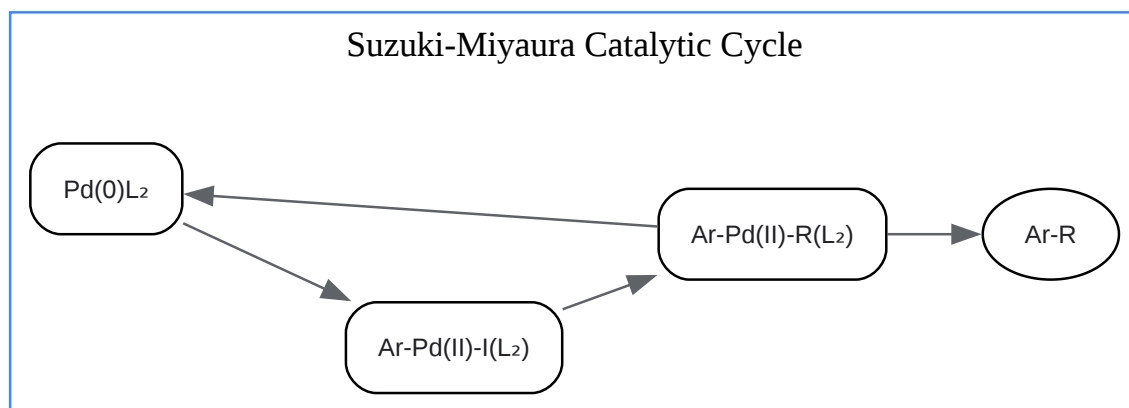 Suzuki-Miyaura Catalytic Cycle
Pd(0)L₂
Ar-Pd(II)-R(L₂)
Ar-R
Ar-Pd(II)-I(L₂)